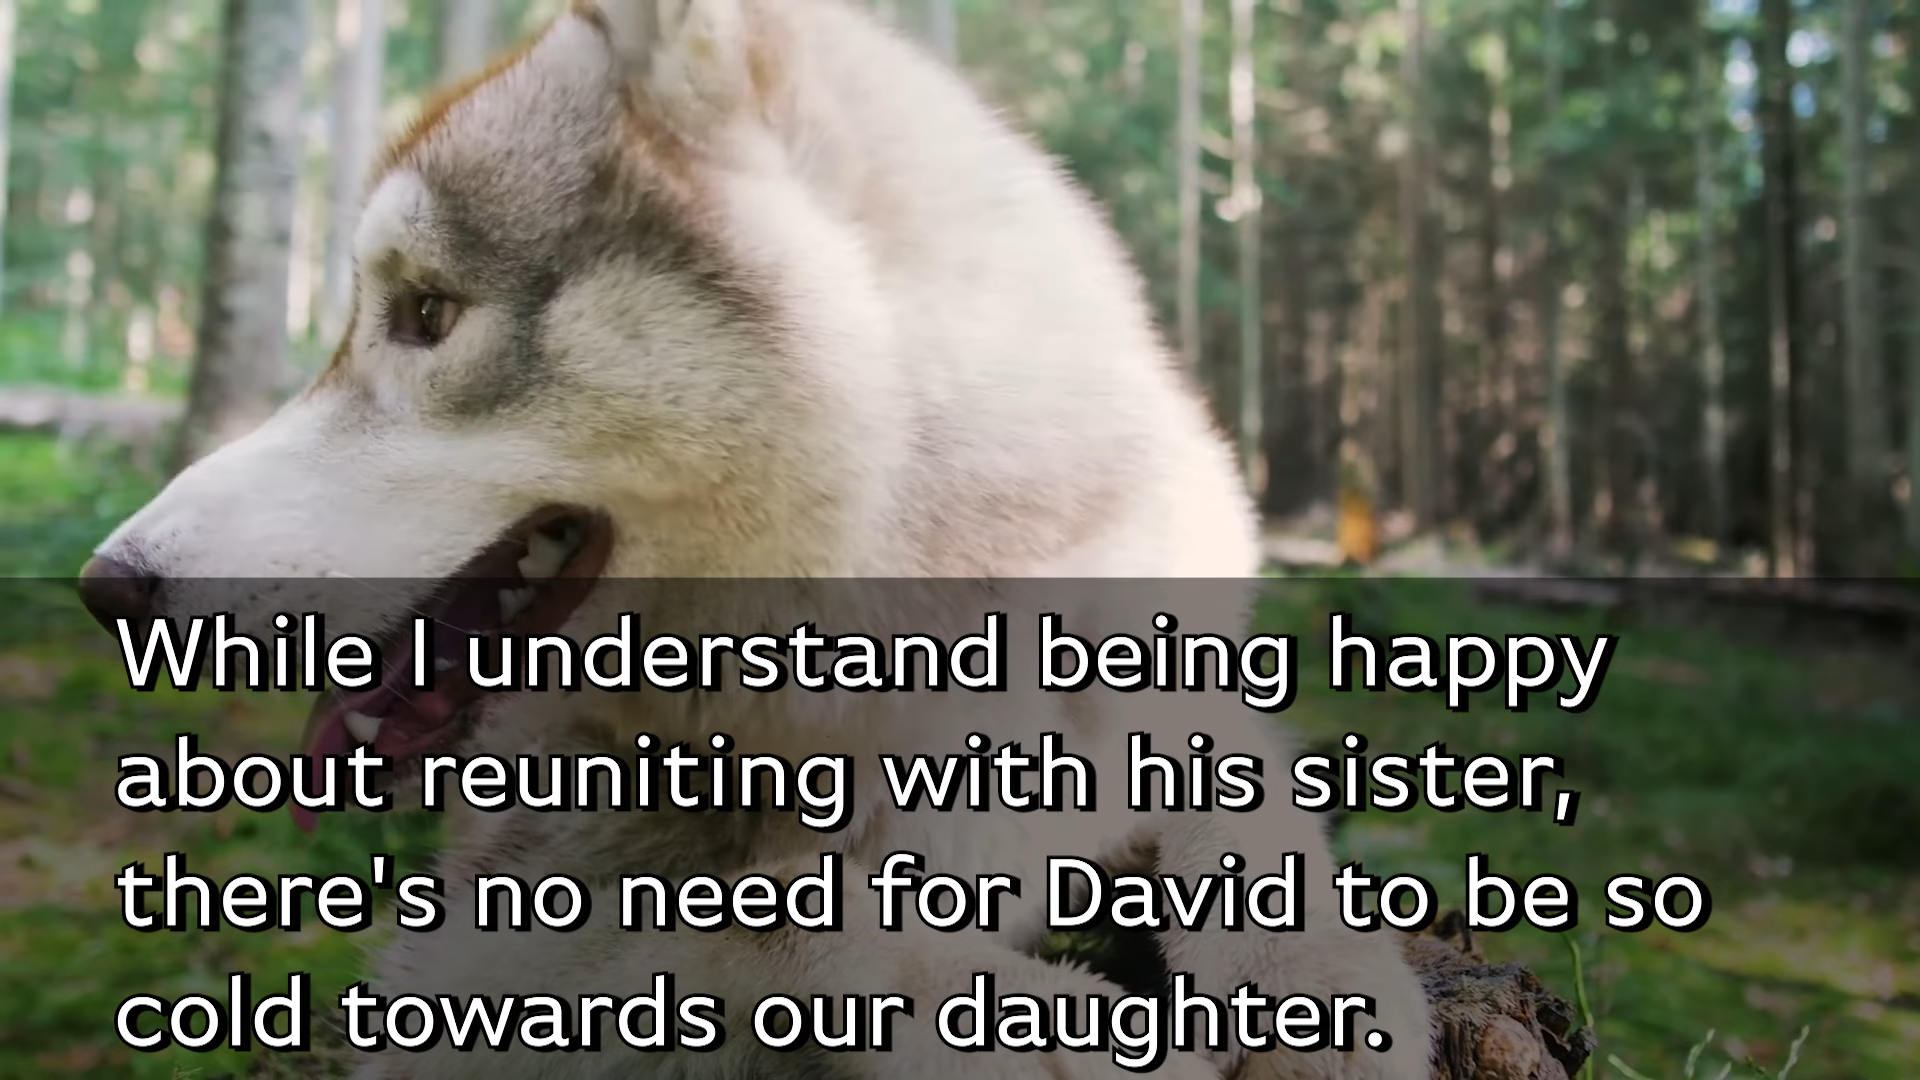 While I understand being happy
about reuniting with his sister,
there's no need for David to be so
cold towards our daughter.